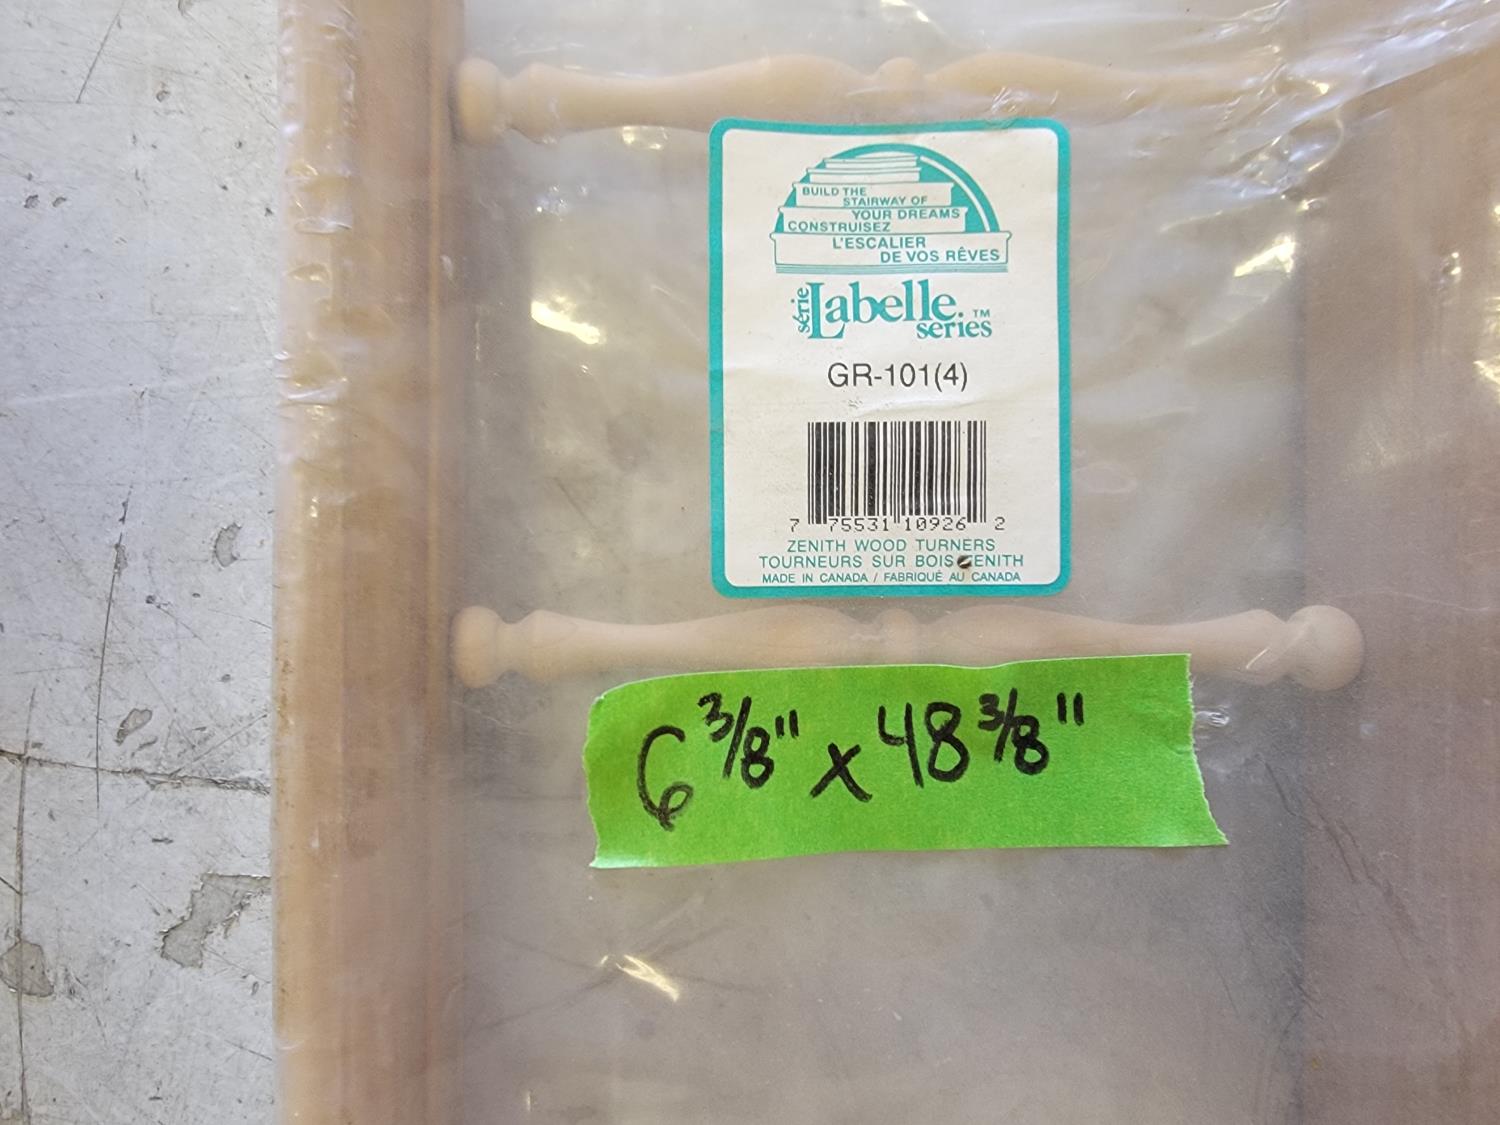 BUILD THE
STAIRWAY OF
YOUR DREAMS
CONSTRUISEZ
L'ESCALIER
DE VOS RÊVES
série Labelle.™
series
GR-101(4)
7 75531 10926 2
ZENITH WOOD TURNERS
TOURNEURS SUR BOIS ZENITH
MADE IN CANADA / FABRIQUÉ AU CANADA
6 3/8" x 48 3/8"